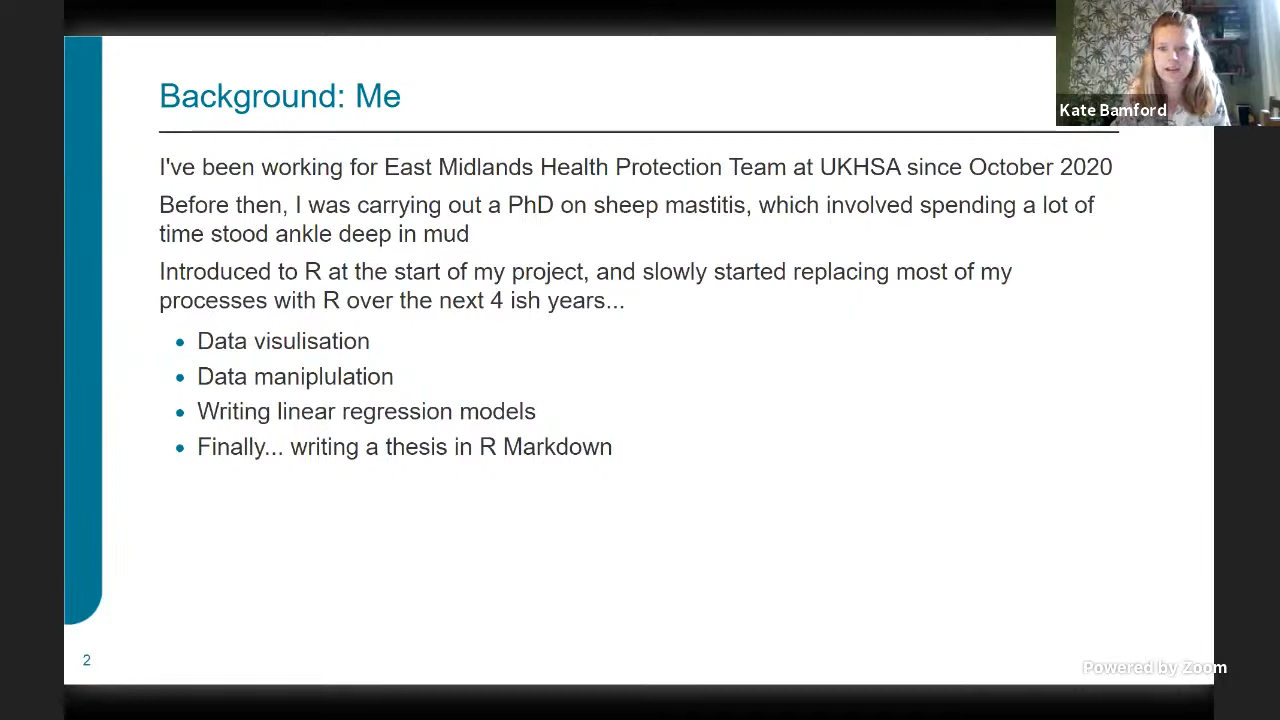 Background: Me
Kate Bamford
I've been working for East Midlands Health Protection Team at UKHSA since October 2020
Before then, I was carrying out a PhD on sheep mastitis, which involved spending a lot of
time stood ankle deep in mud
Introduced to R at the start of my project, and slowly started replacing most of my
processes with R over the next 4 ish years...
• Data visulisation
• Data maniplulation
• Writing linear regression models
• Finally... writing a thesis in R Markdown
2
Powered by Zoom